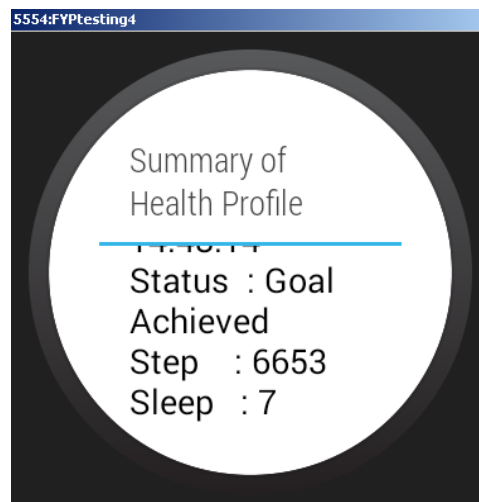 5554:FYPtesting4
Summary of
Health Profile
Status : Goal
Achieved
Step : 6653
Sleep : 7